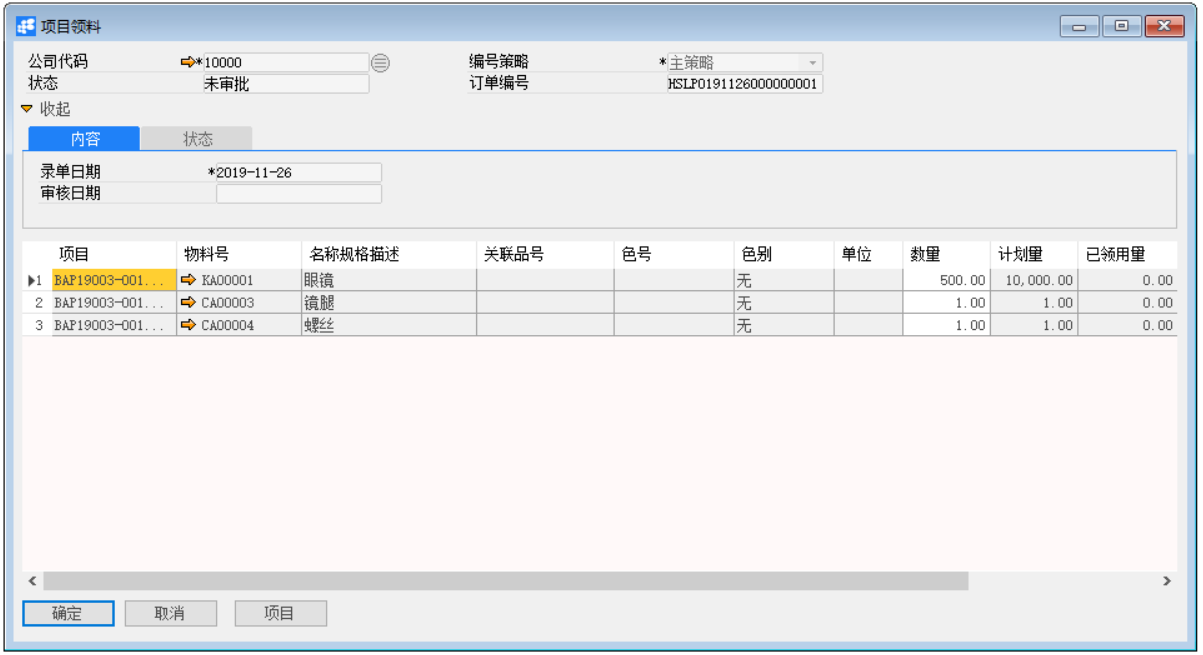 项目领料
公司代码 *10000 编号策略 *主策略
状态 未审批 订单编号 HSLP0191126000000001
收起
内容 状态
录单日期 *2019-11-26
审核日期
项目 物料号 名称规格描述 关联品号 色号 色别 单位 数量 计划量 已领用量
1 BAP19003-001... KA00001 眼镜 无 500.00 10,000.00 0.00
2 BAP19003-001... CA00003 镜腿 无 1.00 1.00 0.00
3 BAP19003-001... CA00004 螺丝 无 1.00 1.00 0.00
确定 取消 项目